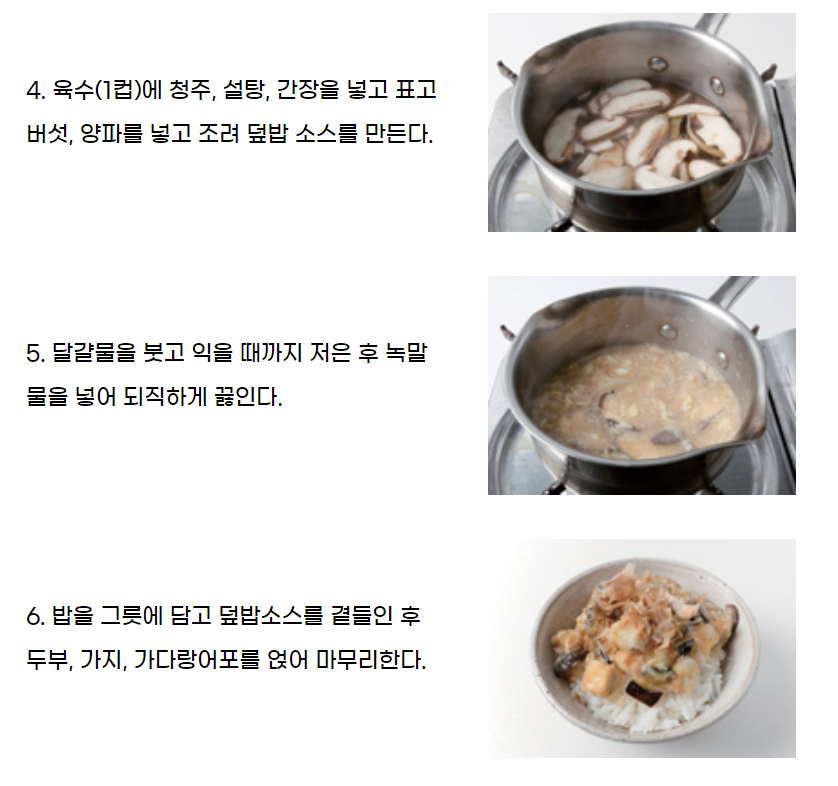 4. 육수(1컵)에 청주, 설탕, 간장을 넣고 표고
버섯, 양파를 넣고 조려 덮밥 소스를 만든다.
5. 달걀물을 붓고 익을 때까지 저은 후 녹말
물을 넣어 되직하게 끓인다.
6. 밥을 그릇에 담고 덮밥소스를 곁들인 후
두부, 가지, 가다랑어포를 얹어 마무리한다.